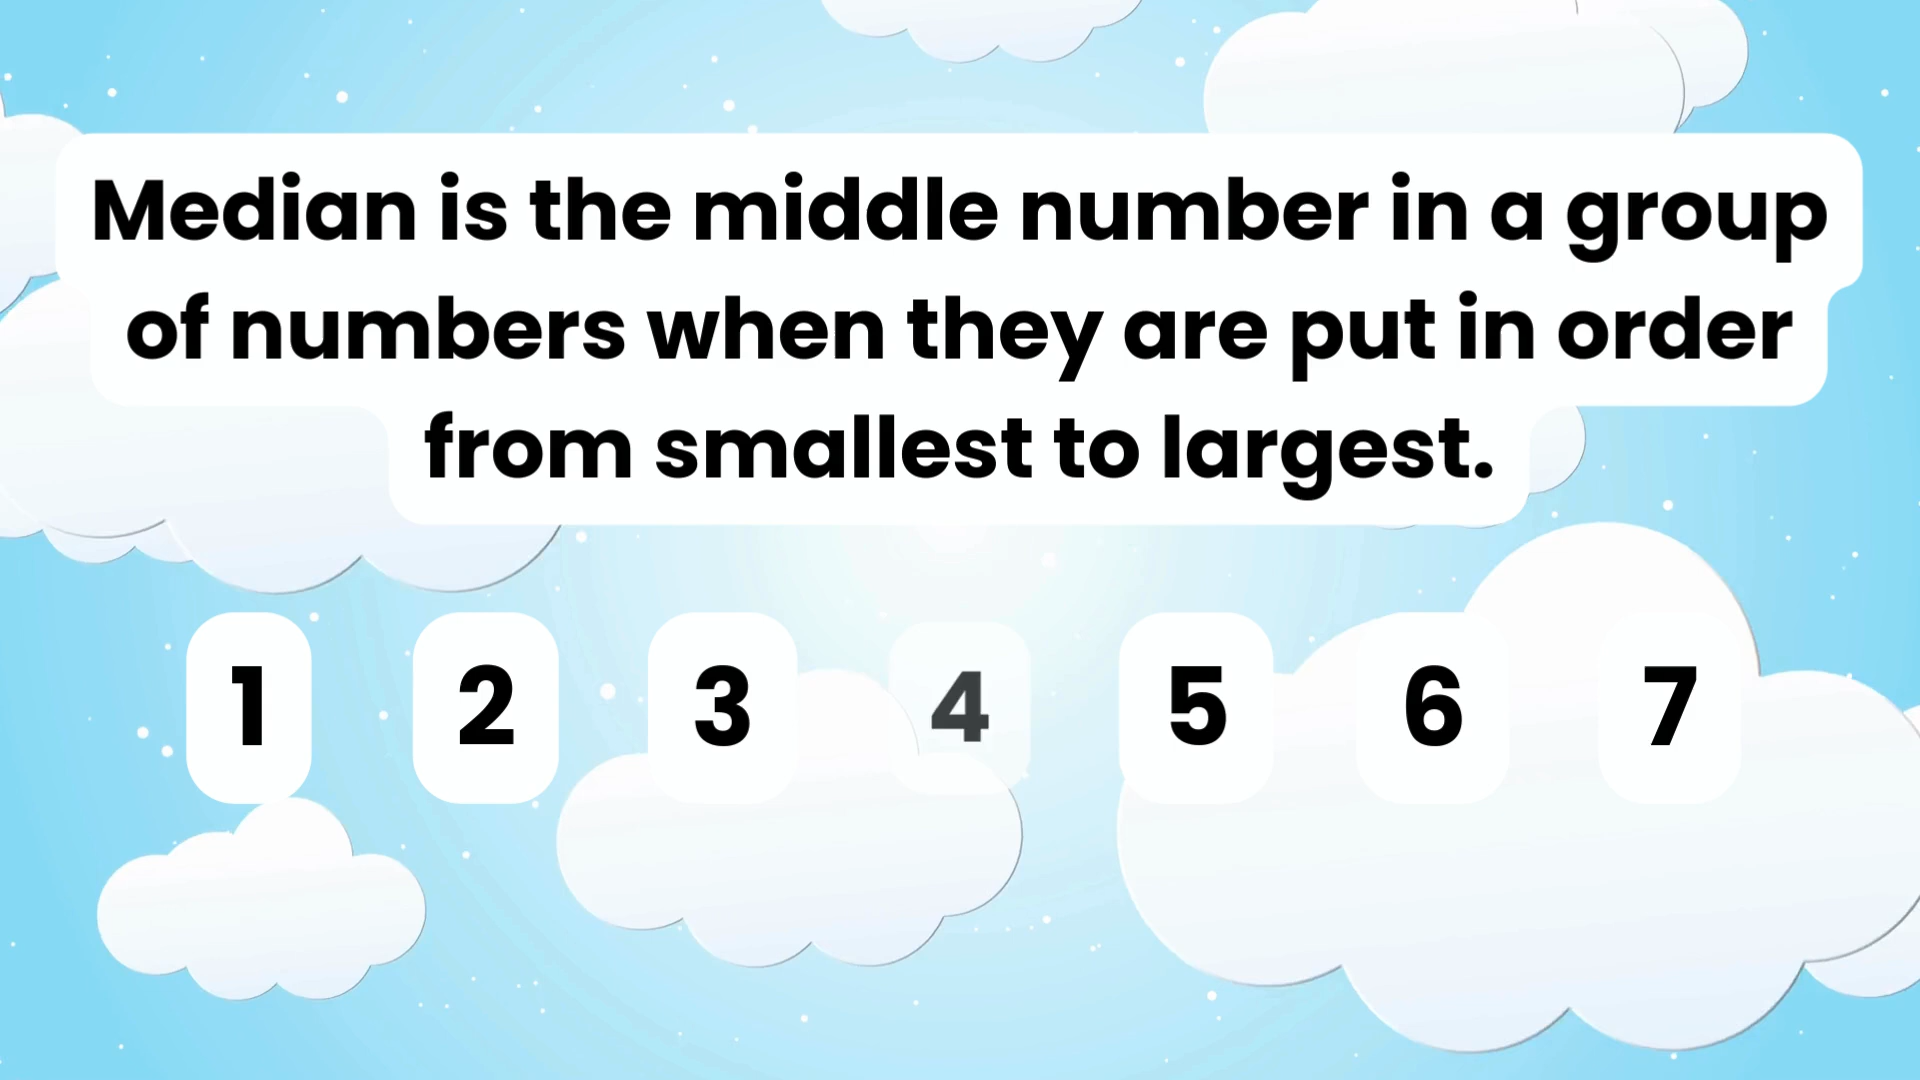 Median is the middle number in a group
of numbers when they are put in order
from smallest to largest.
1 2 3 4 5 6 7